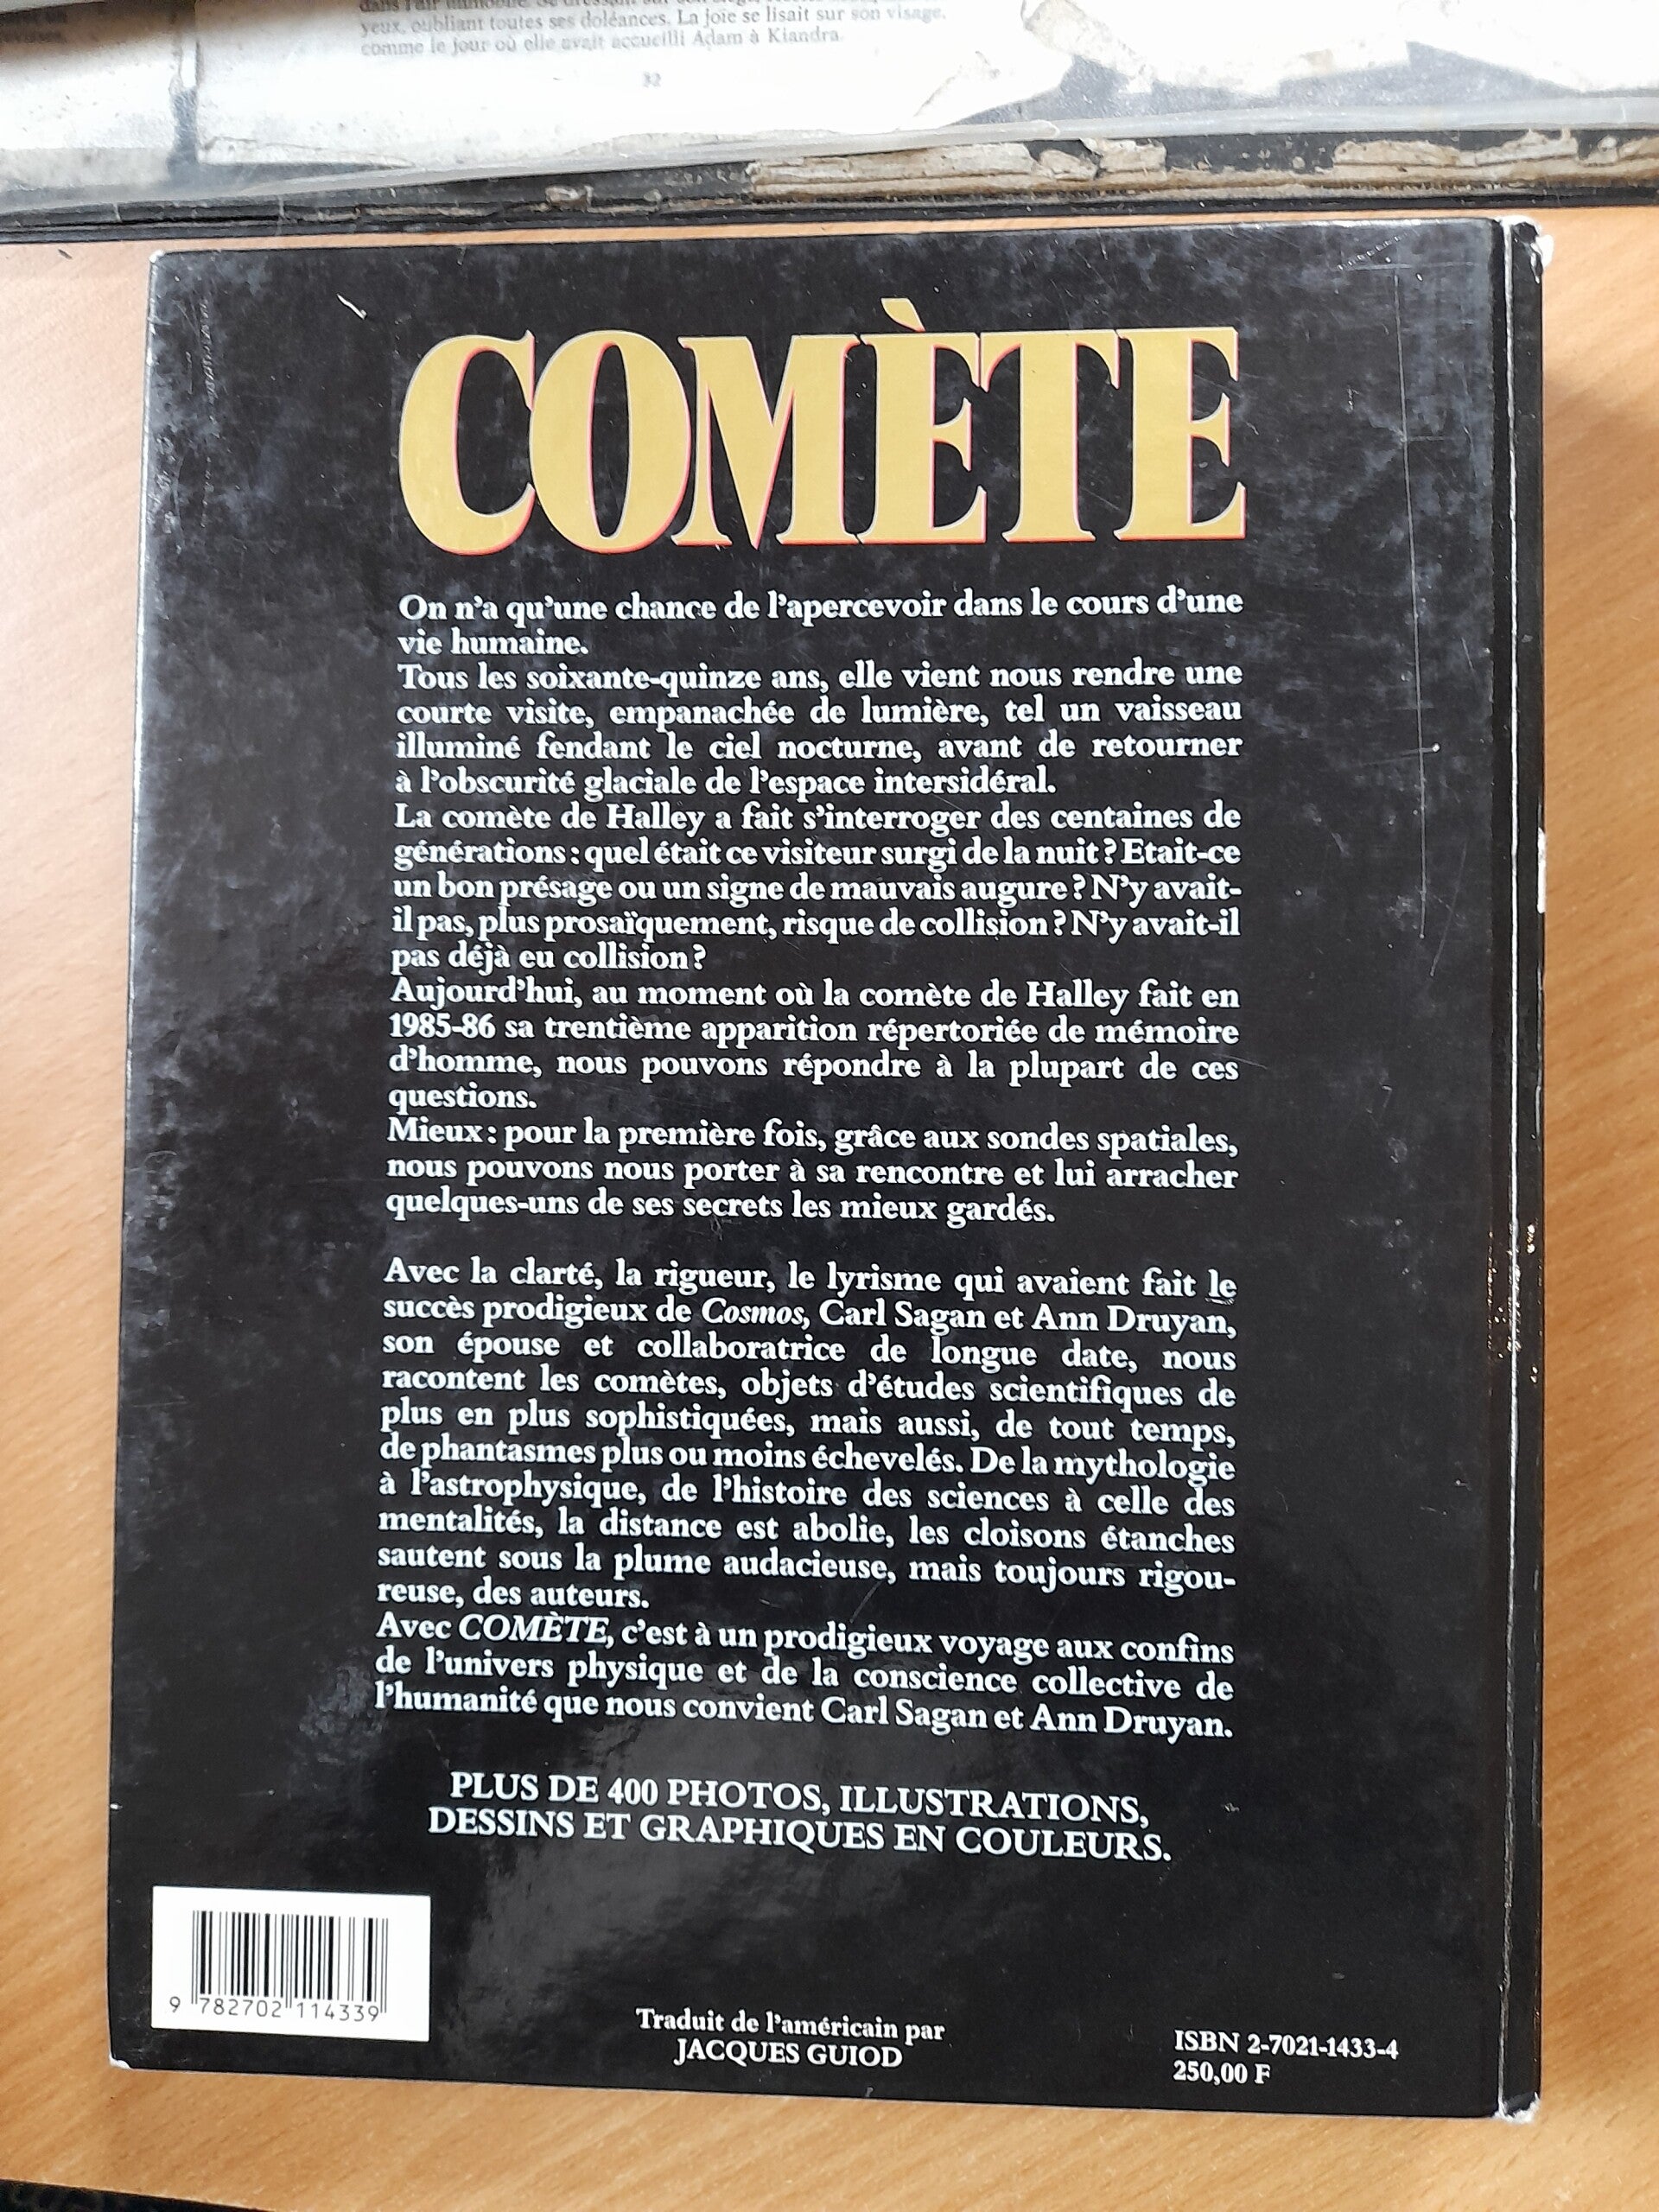 yeux, oubliant toutes ses doléances. La joie se lisait sur son visage,
comme le jour où elle avait accueilli Adam à Kiandra.
32
COMÈTE
On n'a qu'une chance de l'apercevoir dans le cours d'une
vie humaine.
Tous les soixante-quinze ans, elle vient nous rendre une
courte visite, empanachée de lumière, tel un vaisseau
illuminé fendant le ciel nocturne, avant de retourner
à l'obscurité glaciale de l'espace intersidéral.
La comète de Halley a fait s'interroger des centaines de
générations : quel était ce visiteur surgi de la nuit ? Etait-ce
un bon présage ou un signe de mauvais augure ? N'y avait-
il pas, plus prosaïquement, risque de collision ? N'y avait-il
pas déjà eu collision ?
Aujourd'hui, au moment où la comète de Halley fait en
1985-86 sa trentième apparition répertoriée de mémoire
d'homme, nous pouvons répondre à la plupart de ces
questions.
Mieux : pour la première fois, grâce aux sondes spatiales,
nous pouvons nous porter à sa rencontre et lui arracher
quelques-uns de ses secrets les mieux gardés.
Avec la clarté, la rigueur, le lyrisme qui avaient fait le
succès prodigieux de Cosmos, Carl Sagan et Ann Druyan,
son épouse et collaboratrice de longue date, nous
racontent les comètes, objets d'études scientifiques de
plus en plus sophistiquées, mais aussi, de tout temps,
de phantasmes plus ou moins échevelés. De la mythologie
à l'astrophysique, de l'histoire des sciences à celle des
mentalités, la distance est abolie, les cloisons étanches
sautent sous la plume audacieuse, mais toujours rigou-
reuse, des auteurs.
Avec COMÈTE, c'est à un prodigieux voyage aux confins
de l'univers physique et de la conscience collective de
l'humanité que nous convient Carl Sagan et Ann Druyan.
PLUS DE 400 PHOTOS, ILLUSTRATIONS,
DESSINS ET GRAPHIQUES EN COULEURS.
9 782702 114339
Traduit de l'américain par
JACQUES GUIOD
ISBN 2-7021-1433-4
250,00 F